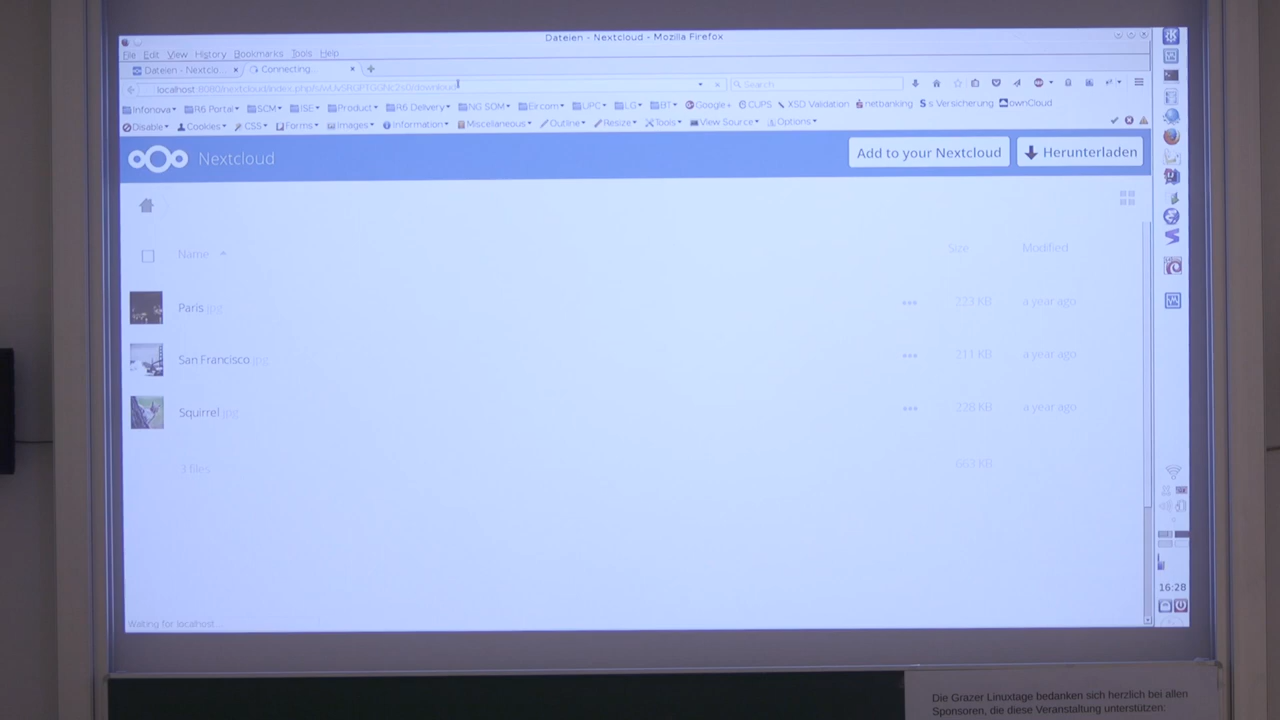 Dateien - Nextcloud - Mozilla Firefox
File Edit View History Bookmarks Tools Help
Dateien - Nextclo... Connecting...
Search
Infonova R6 Portal SCM ISE Product R6 Delivery NG SOM Eircom UPC LG BT Google+ CUPS XSD Validation netbanking s Versicherung ownCloud
Disable Cookies CSS Forms Images Information Miscellaneous Outline Resize Tools View Source Options
Nextcloud Add to your Nextcloud Herunterladen
Name Size Modified
Paris .jpg 223 KB a year ago
San Francisco .jpg 211 KB a year ago
Squirrel .jpg 228 KB a year ago
3 files 663 KB
Waiting for localhost...
16:28
Die Grazer Linuxtage bedanken sich herzlich bei allen
Sponsoren, die diese Veranstaltung unterstützen: